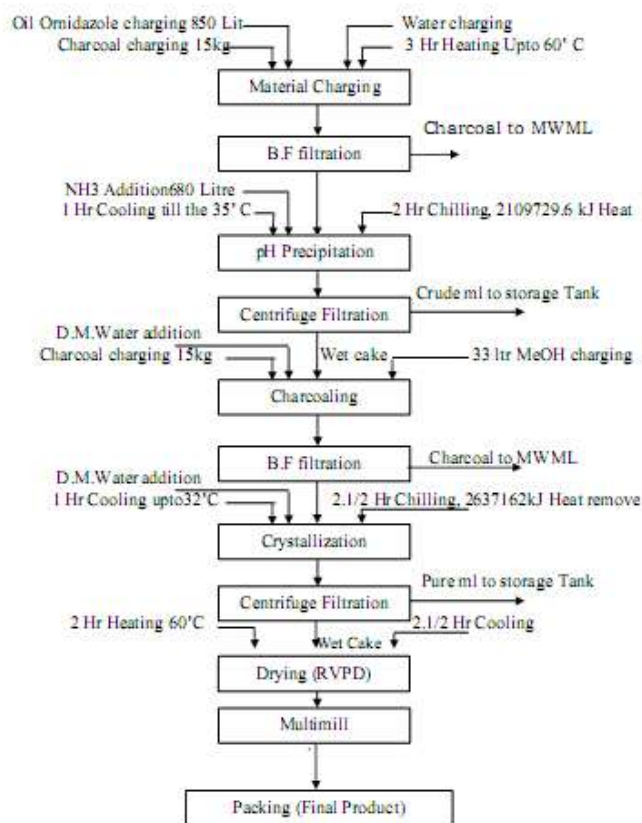 Oil Ornidazole charging 850 Lit
Water charging
Charcoal charging 15kg
3 Hr Heating Upto 60° C
Material Charging
Charcoal to MWML
B.F filtration
NH3 Addition680 Litre
1 Hr Cooling till the 35° C
2 Hr Chilling, 2109729.6 kJ Heat
pH Precipitation
Crude ml to storage Tank
Centrifuge Filtration
D.M.Water addition
Charcoal charging 15kg
Wet cake
33 ltr MeOH charging
Charcoaling
B.F filtration
Charcoal to MWML
D.M.Water addition
1 Hr Cooling upto32°C
2.1/2 Hr Chilling, 2637162kJ Heat remove
Crystallization
Pure ml to storage Tank
Centrifuge Filtration
2 Hr Heating 60°C
2.1/2 Hr Cooling
Wet Cake
Drying (RVPD)
Multimill
Packing (Final Product)